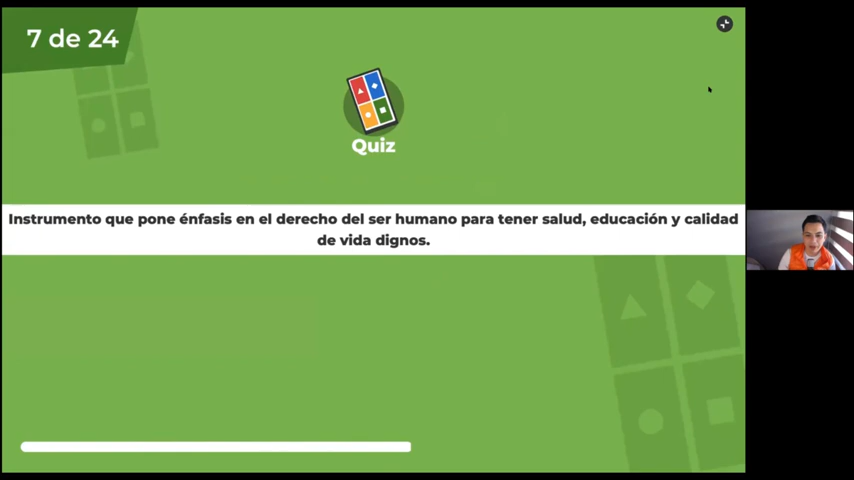 7 de 24
Quiz
Instrumento que pone énfasis en el derecho del ser humano para tener salud, educación y calidad
de vida dignos.